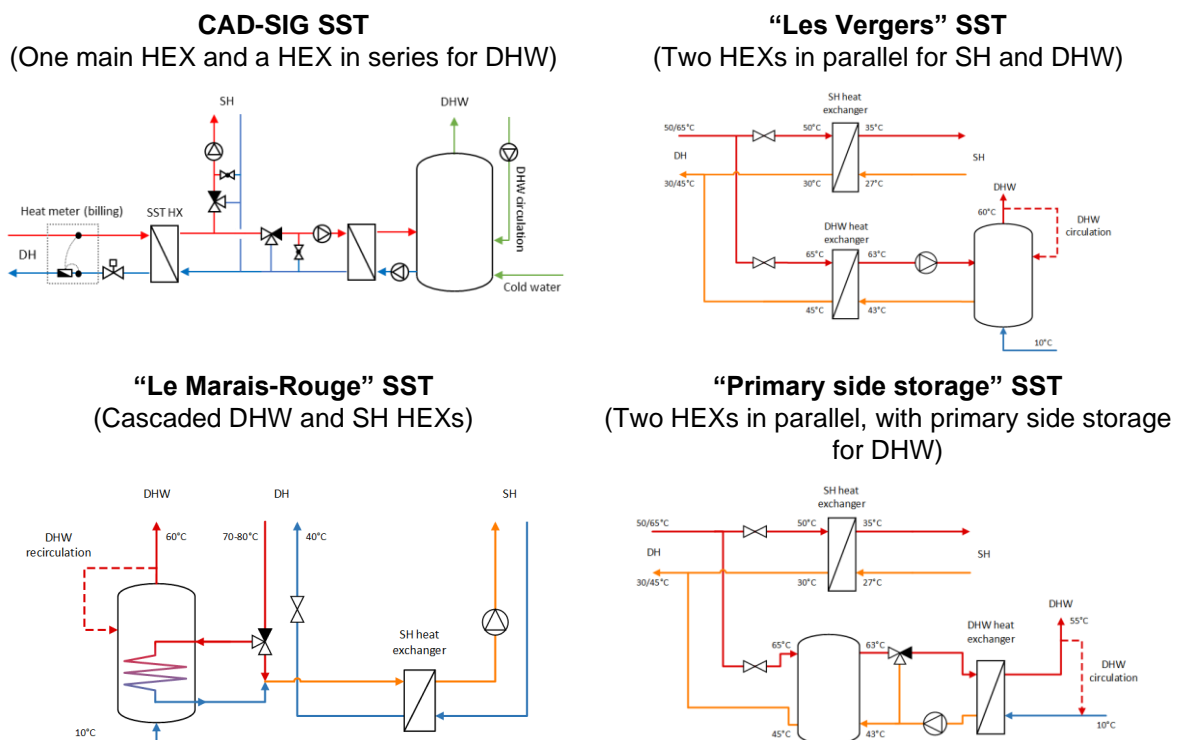 CAD-SIG SST
(One main HEX and a HEX in series for DHW)
SH
DHW
Heat meter (billing)
SST HX
DH
DHW circulation
Cold water
“Les Vergers” SST
(Two HEXs in parallel for SH and DHW)
SH heat
exchanger
50/65°C
50°C
35°C
DH
SH
30/45°C
30°C
27°C
DHW
60°C
DHW
circulation
DHW heat
exchanger
65°C
63°C
45°C
43°C
10°C
“Le Marais-Rouge” SST
(Cascaded DHW and SH HEXs)
DHW
DH
SH
DHW
recirculation
60°C
70-80°C
40°C
SH heat
exchanger
10°C
“Primary side storage” SST
(Two HEXs in parallel, with primary side storage
for DHW)
SH heat
exchanger
50/65°C
50°C
35°C
DH
SH
30/45°C
30°C
27°C
DHW
DHW heat
exchanger
55°C
65°C
63°C
DHW
circulation
45°C
43°C
10°C